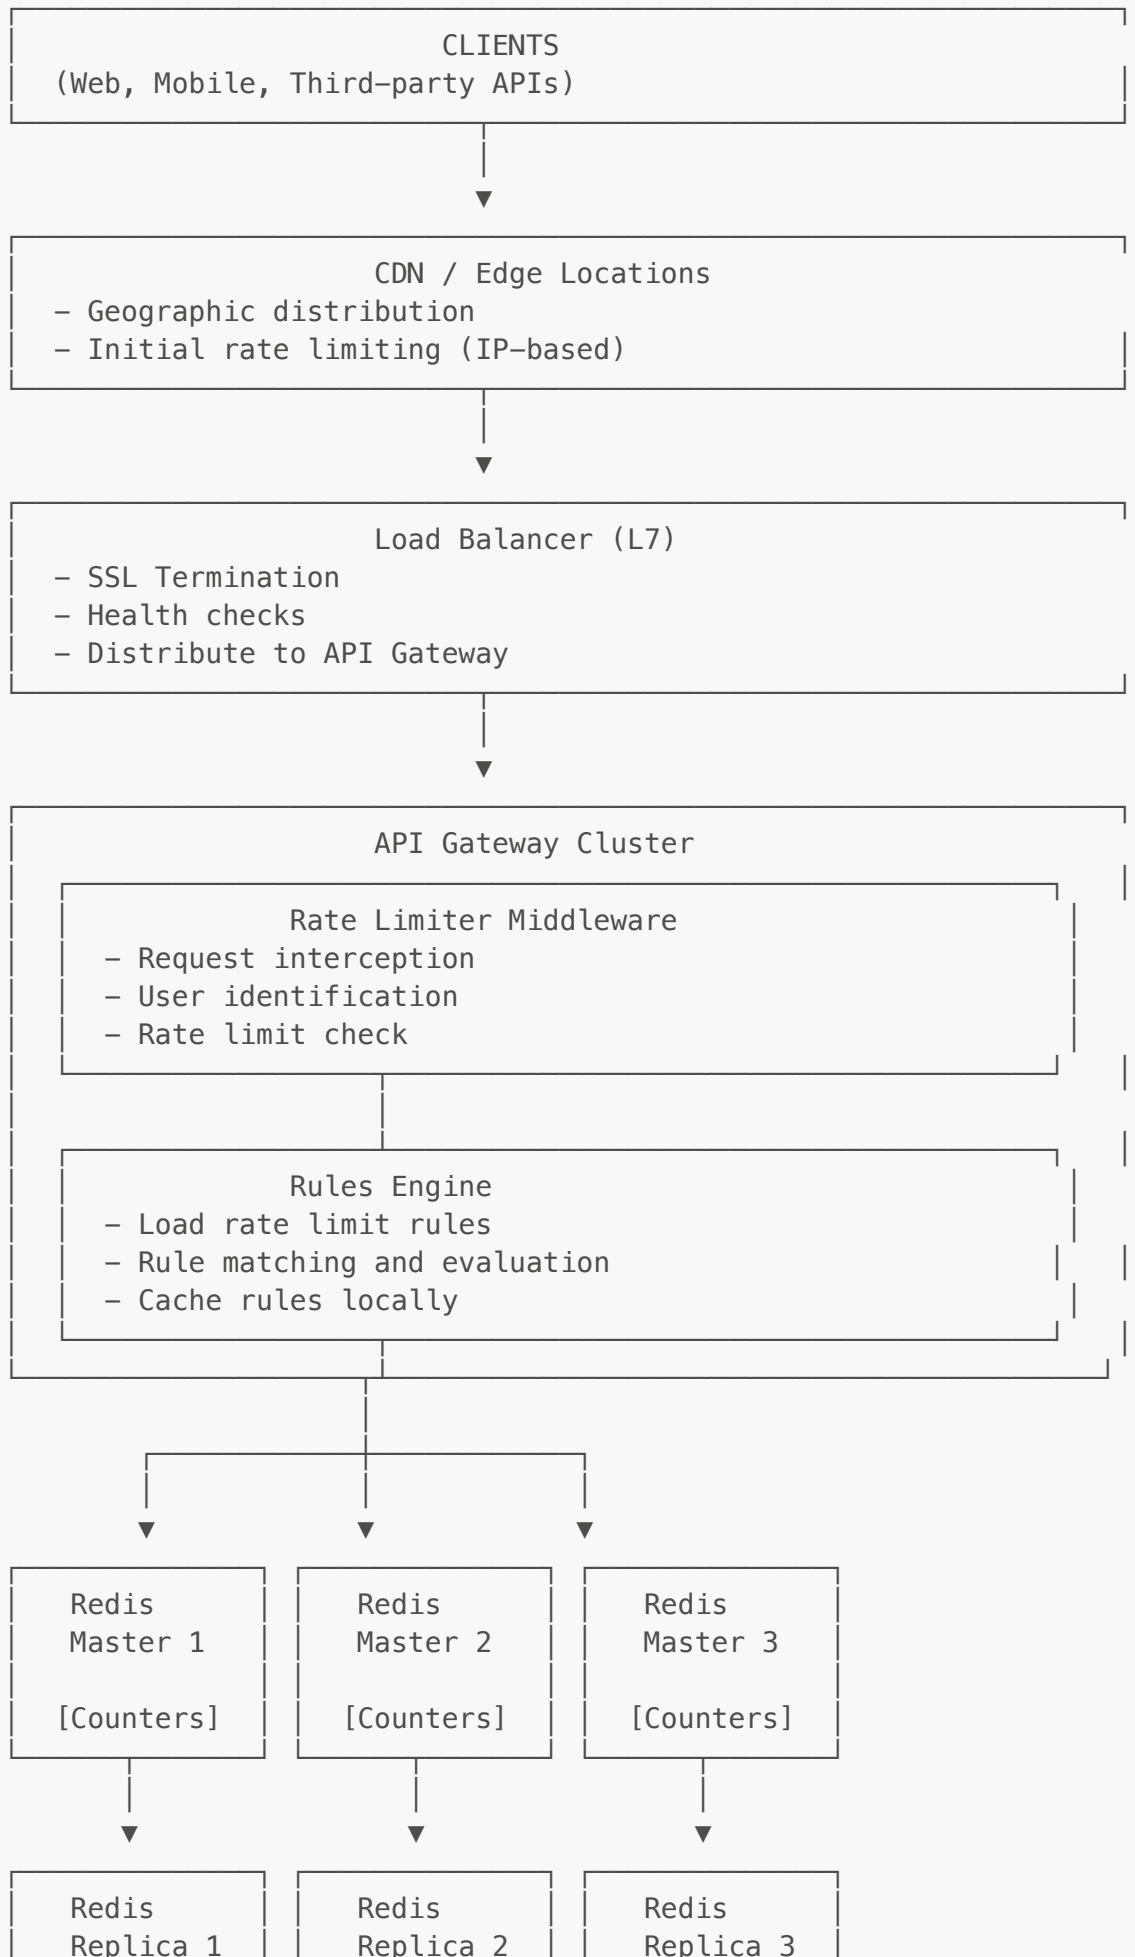 CLIENTS
(Web, Mobile, Third-party APIs)
CDN / Edge Locations
- Geographic distribution
- Initial rate limiting (IP-based)
Load Balancer (L7)
- SSL Termination
- Health checks
- Distribute to API Gateway
API Gateway Cluster
Rate Limiter Middleware
- Request interception
- User identification
- Rate limit check
Rules Engine
- Load rate limit rules
- Rule matching and evaluation
- Cache rules locally
Redis
Master 1
[Counters]
Redis
Master 2
[Counters]
Redis
Master 3
[Counters]
Redis
Replica 1
Redis
Replica 2
Redis
Replica 3